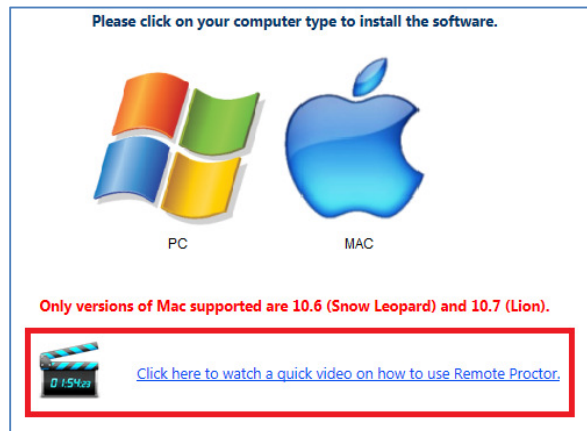 Please click on your computer type to install the software.
PC MAC
Only versions of Mac supported are 10.6 (Snow Leopard) and 10.7 (Lion).
01:54:23
Click here to watch a quick video on how to use Remote Proctor.